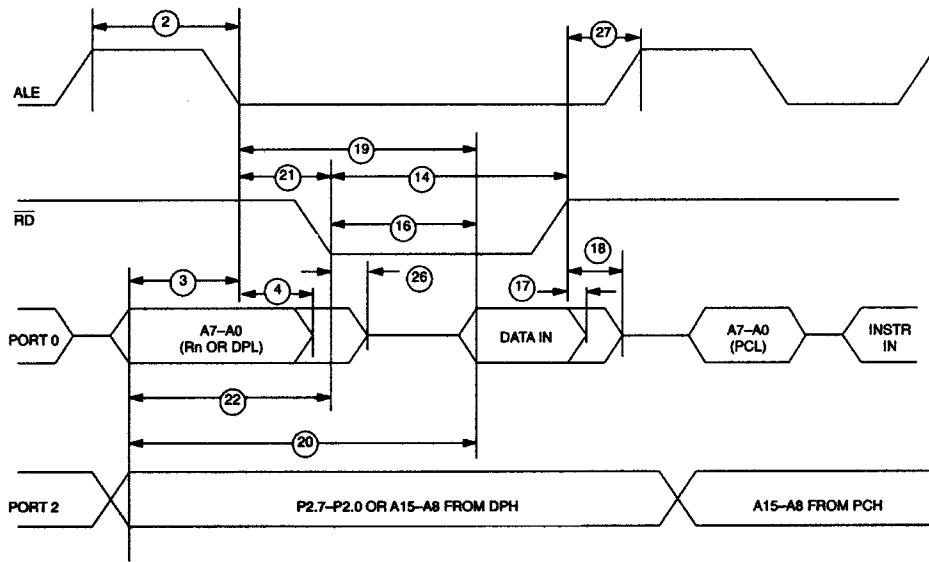 2
27
ALE
19
21
14
RD
16
18
3
4
26
17
PORT 0
A7–A0
(Rn OR DPL)
DATA IN
A7–A0
(PCL)
INSTR
IN
22
20
PORT 2
P2.7–P2.0 OR A15–A8 FROM DPH
A15–A8 FROM PCH